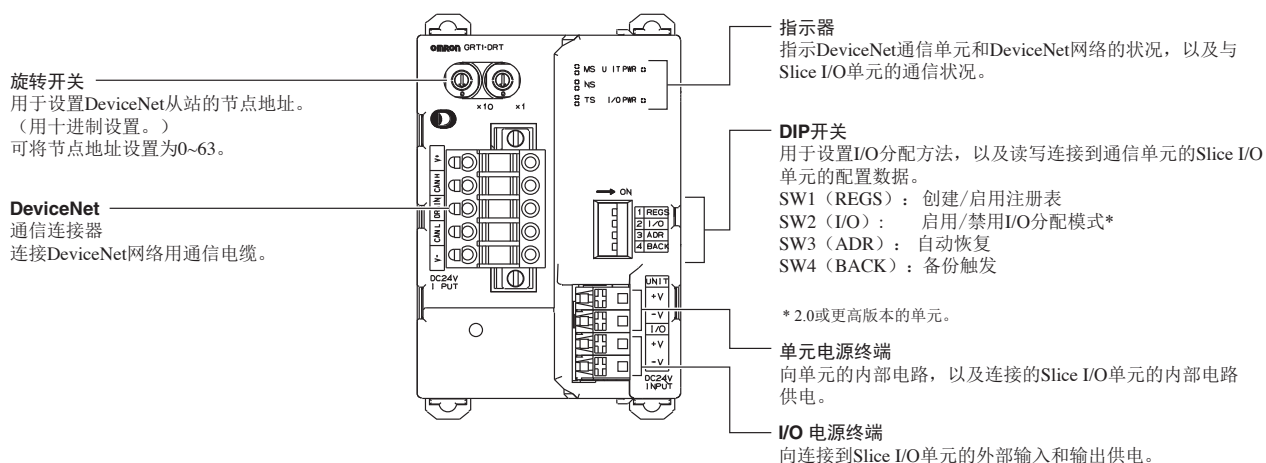 旋转开关
用于设置DeviceNet从站的节点地址。
（用十进制设置。）
可将节点地址设置为0~63。
DeviceNet
通信连接器
连接DeviceNet网络用通信电缆。
OMRON GRT1-DRT
×10 ×1
MS U IT PWR
NS
TS I/O PWR
V+
CAN H
DRAIN
CAN L
V-
DC24V
I PUT
ON
1 REGS
2 I/O
3 ADR
4 BACK
UNIT
+V
-V
I/O
+V
-V
DC24V
INPUT
指示器
指示DeviceNet通信单元和DeviceNet网络的状况，以及与
Slice I/O单元的通信状况。
DIP开关
用于设置I/O分配方法，以及读写连接到通信单元的Slice I/O
单元的配置数据。
SW1（REGS）：创建/启用注册表
SW2（I/O）： 启用/禁用I/O分配模式*
SW3（ADR）：自动恢复
SW4（BACK）：备份触发
* 2.0或更高版本的单元。
单元电源终端
向单元的内部电路，以及连接的Slice I/O单元的内部电路
供电。
I/O 电源终端
向连接到Slice I/O单元的外部输入和输出供电。